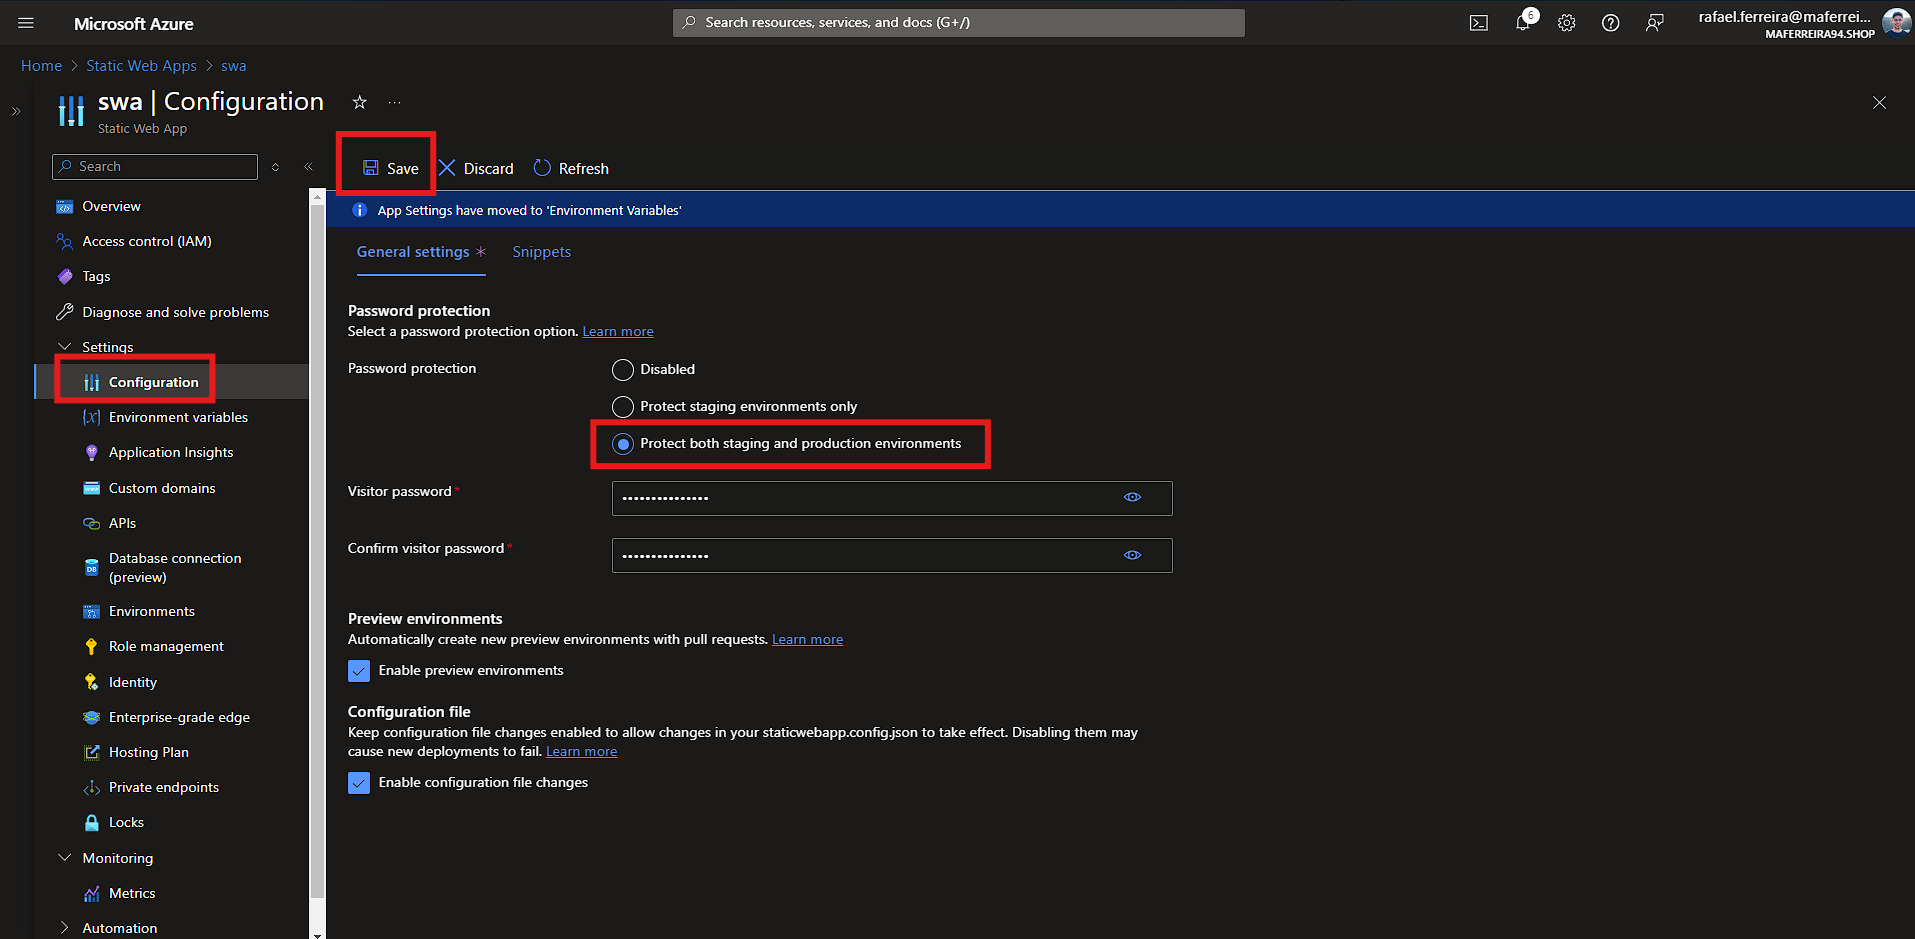 Microsoft Azure
Search resources, services, and docs (G+/)
6
rafael.ferreira@maferrei...
MAFERREIRA94.SHOP
Home > Static Web Apps > swa
swa | Configuration
...
Static Web App
Search
Save
Discard
Refresh
App Settings have moved to 'Environment Variables'
Overview
Access control (IAM)
Tags
Diagnose and solve problems
Settings
Configuration
Environment variables
Application Insights
Custom domains
APIs
Database connection
(preview)
Environments
Role management
Identity
Enterprise-grade edge
Hosting Plan
Private endpoints
Locks
Monitoring
Metrics
Automation
General settings *
Snippets
Password protection
Select a password protection option. Learn more
Password protection
Disabled
Protect staging environments only
Protect both staging and production environments
Visitor password *
•••••••••••••••
Confirm visitor password *
•••••••••••••••
Preview environments
Automatically create new preview environments with pull requests. Learn more
Enable preview environments
Configuration file
Keep configuration file changes enabled to allow changes in your staticwebapp.config.json to take effect. Disabling them may
cause new deployments to fail. Learn more
Enable configuration file changes